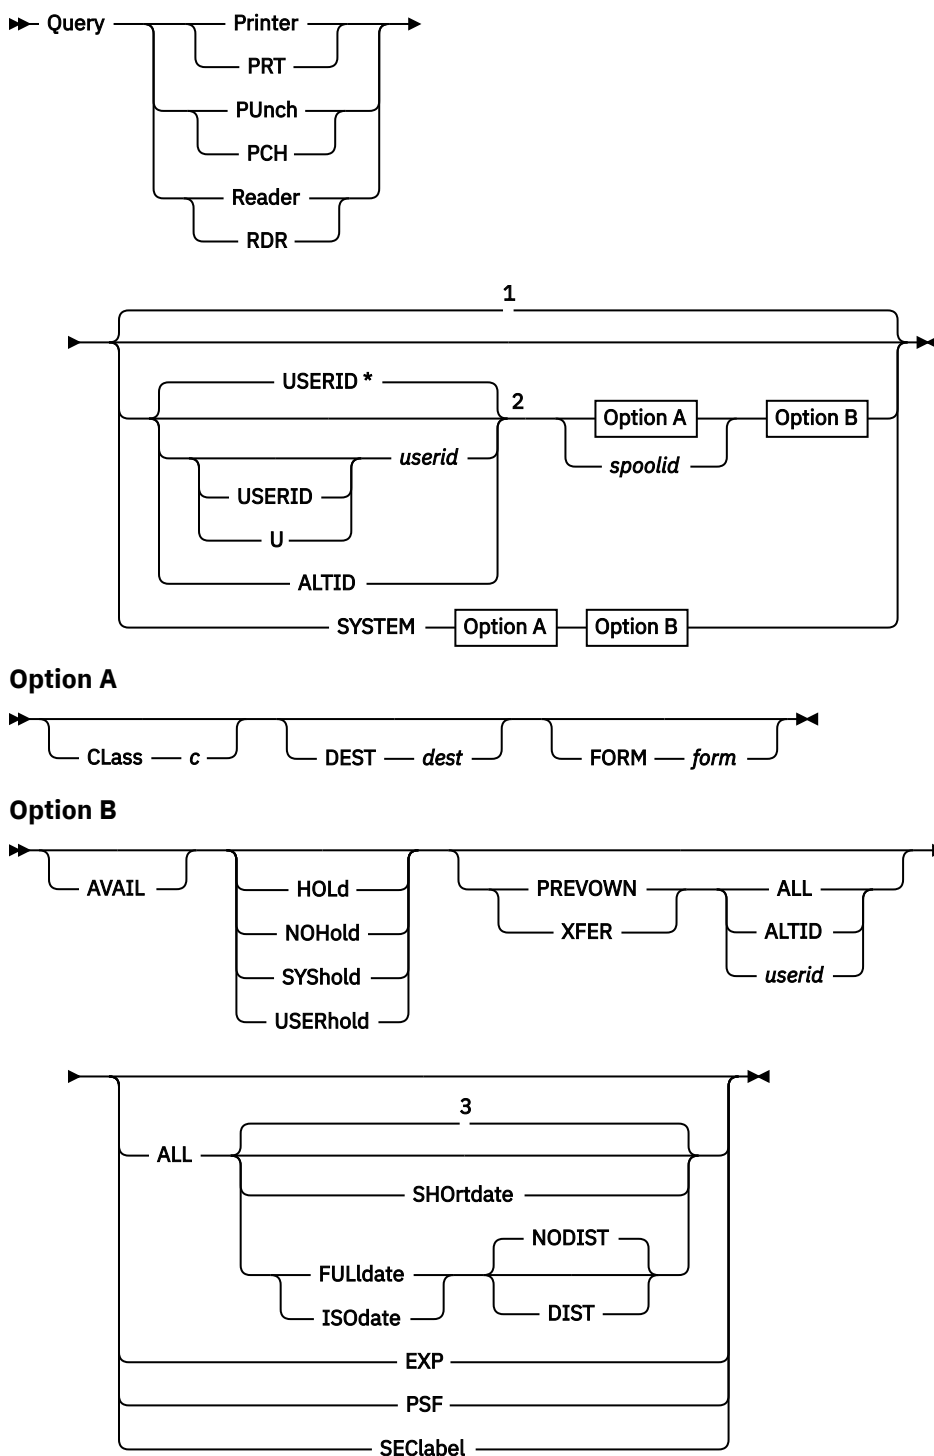 Query Printer
PRT
PUnch
PCH
Reader
RDR
1
USERID *
2
Option A Option B
userid
spoolid
USERID
U
ALTID
SYSTEM Option A Option B
Option A
CLass c DEST dest FORM form
Option B
AVAIL HOLd PREVOWN ALL
NOHold XFER ALTID
SYShold userid
USERhold
3
ALL
SHOrtdate
NODIST
FULldate
ISOdate DIST
EXP
PSF
SEClabel